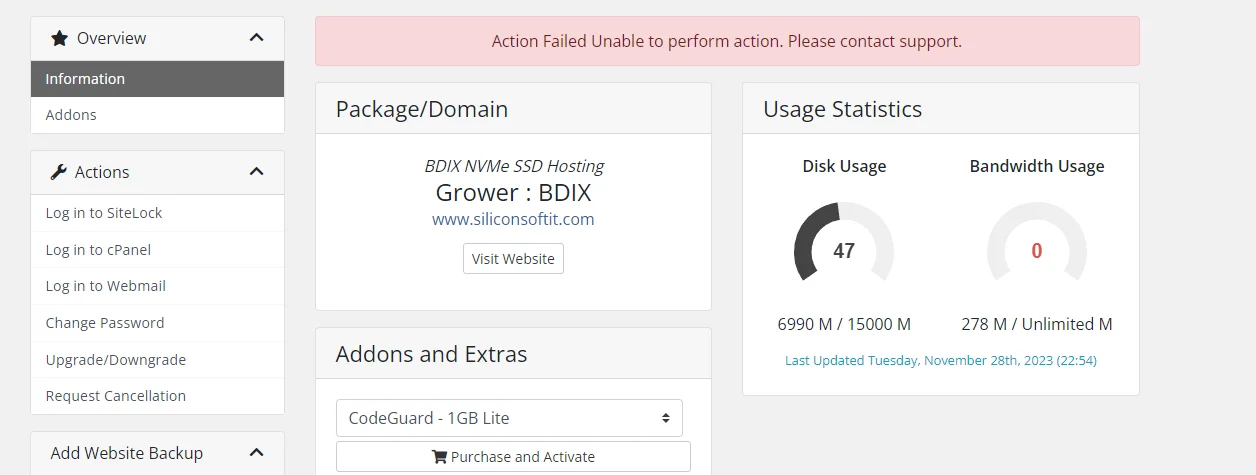 Overview
Information
Addons
Actions
Log in to SiteLock
Log in to cPanel
Log in to Webmail
Change Password
Upgrade/Downgrade
Request Cancellation
Add Website Backup
Action Failed Unable to perform action. Please contact support.
Package/Domain
BDIX NVMe SSD Hosting
Grower : BDIX
www.siliconsoftit.com
Visit Website
Addons and Extras
CodeGuard - 1GB Lite
Purchase and Activate
Usage Statistics
Disk Usage
47
6990 M / 15000 M
Bandwidth Usage
0
278 M / Unlimited M
Last Updated Tuesday, November 28th, 2023 (22:54)